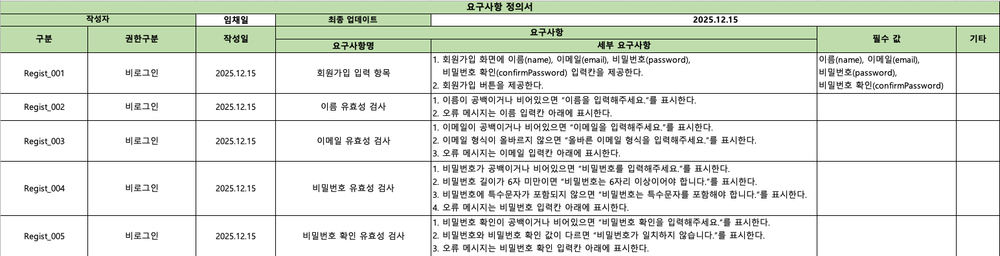 요구사항 정의서
작성자 임채일 최종 업데이트 2025.12.15
구분 권한구분 작성일 요구사항 필수 값 기타
요구사항명 세부 요구사항
Regist_001 비로그인 2025.12.15 회원가입 입력 항목
1. 회원가입 화면에 이름(name), 이메일(email), 비밀번호(password),
비밀번호 확인(confirmPassword) 입력칸을 제공한다.
2. 회원가입 버튼을 제공한다.
이름(name), 이메일(email),
비밀번호(password),
비밀번호 확인(confirmPassword)
Regist_002 비로그인 2025.12.15 이름 유효성 검사
1. 이름이 공백이거나 비어있으면 “이름을 입력해주세요.”를 표시한다.
2. 오류 메시지는 이름 입력칸 아래에 표시한다.
Regist_003 비로그인 2025.12.15 이메일 유효성 검사
1. 이메일이 공백이거나 비어있으면 “이메일을 입력해주세요.”를 표시한다.
2. 이메일 형식이 올바르지 않으면 “올바른 이메일 형식을 입력해주세요.”를 표시한다.
3. 오류 메시지는 이메일 입력칸 아래에 표시한다.
Regist_004 비로그인 2025.12.15 비밀번호 유효성 검사
1. 비밀번호가 공백이거나 비어있으면 “비밀번호를 입력해주세요.”를 표시한다.
2. 비밀번호 길이가 6자 미만이면 “비밀번호는 6자리 이상이어야 합니다.”를 표시한다.
3. 비밀번호에 특수문자가 포함되지 않으면 “비밀번호는 특수문자를 포함해야 합니다.”를 표시한다.
4. 오류 메시지는 비밀번호 입력칸 아래에 표시한다.
Regist_005 비로그인 2025.12.15 비밀번호 확인 유효성 검사
1. 비밀번호 확인이 공백이거나 비어있으면 “비밀번호 확인을 입력해주세요.”를 표시한다.
2. 비밀번호와 비밀번호 확인 값이 다르면 “비밀번호가 일치하지 않습니다.”를 표시한다.
3. 오류 메시지는 비밀번호 확인 입력칸 아래에 표시한다.